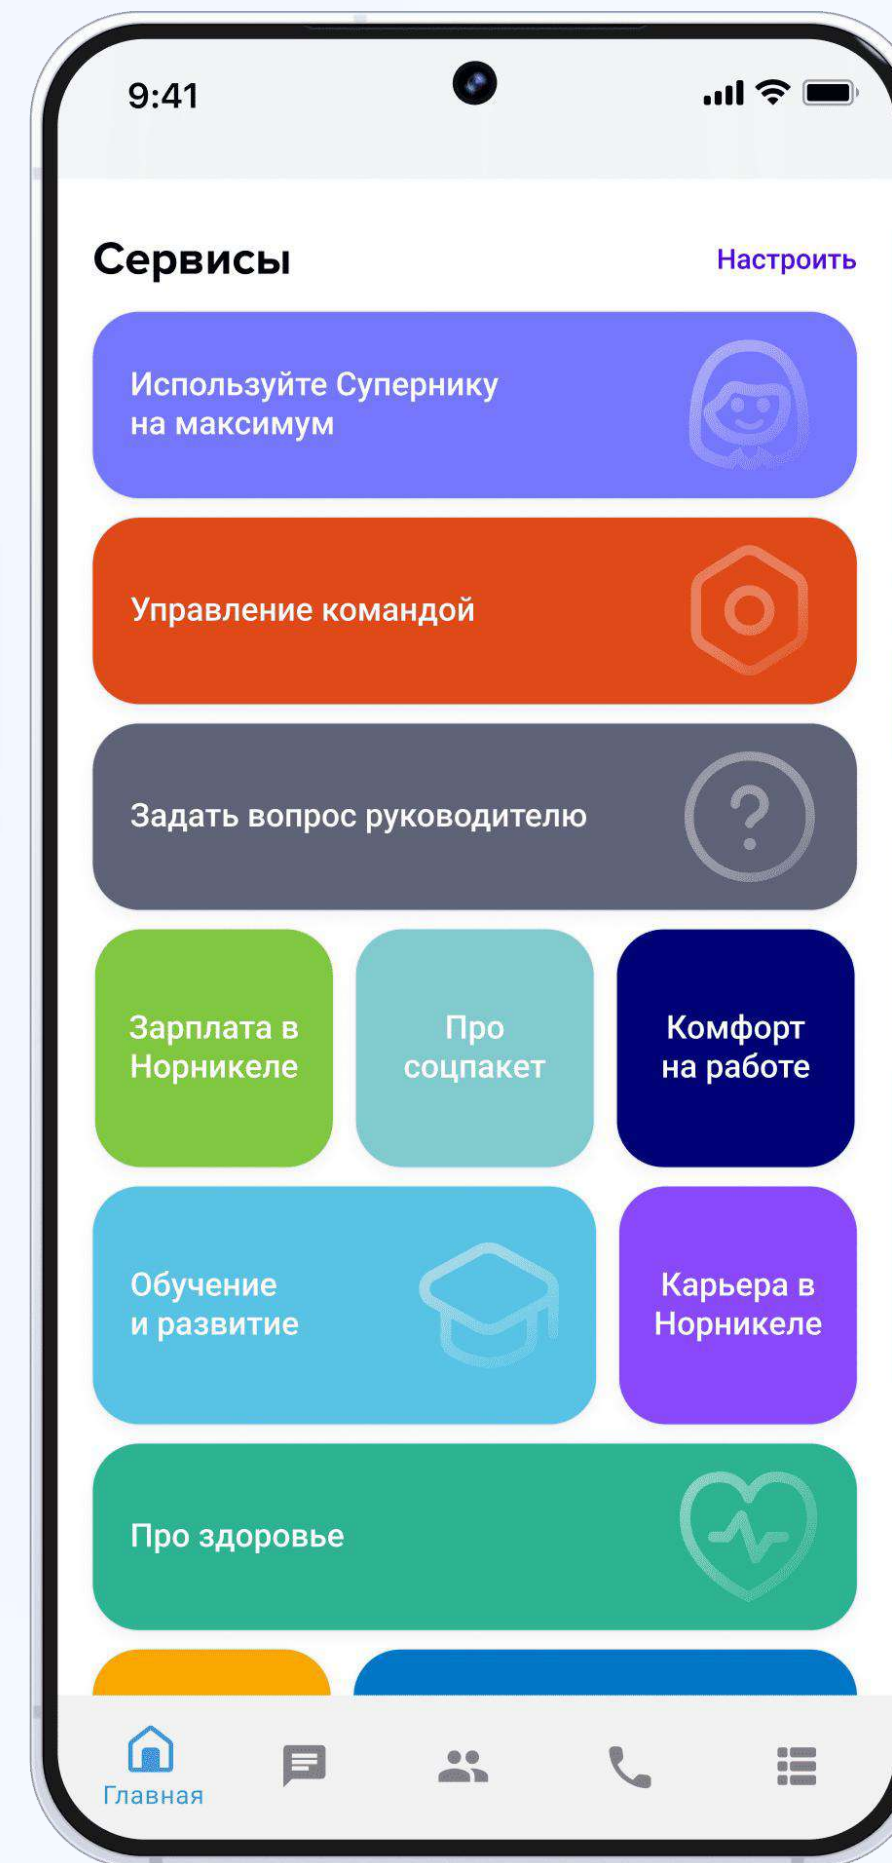 9:41
Сервисы
Настроить
Используйте Супернику
на максимум
Управление командой
Задать вопрос руководителю
Зарплата в
Норникеле
Про
соцпакет
Комфорт
на работе
Обучение
и развитие
Карьера в
Норникеле
Про здоровье
Главная